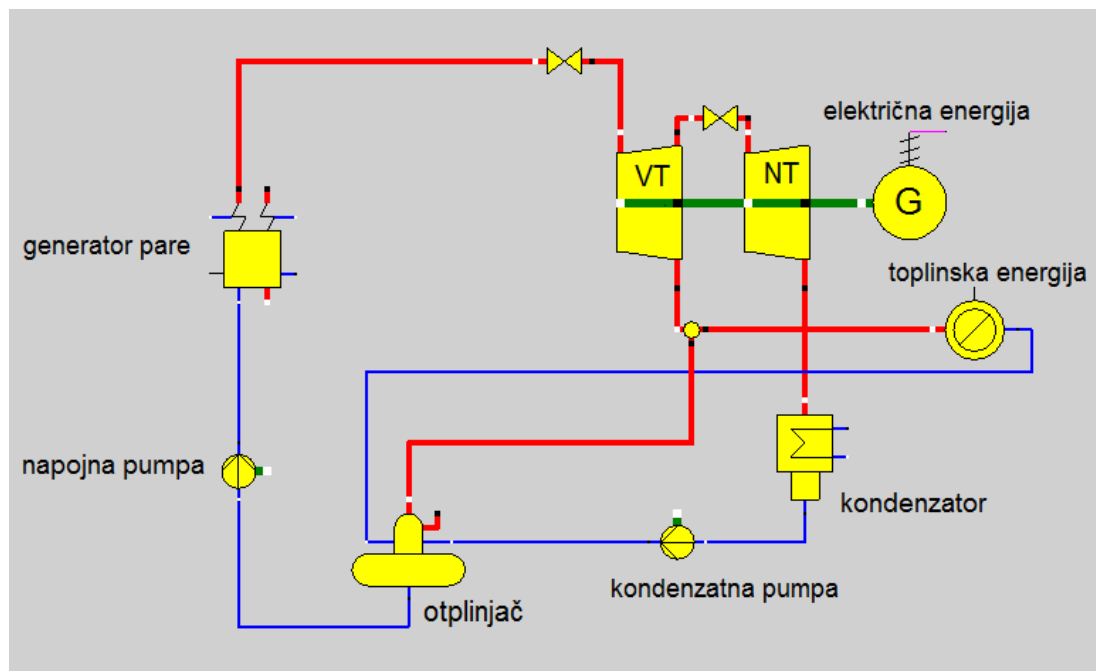 električna energija
VT
NT
G
generator pare
toplinska energija
napojna pumpa
kondenzator
kondenzatna pumpa
otplinjač